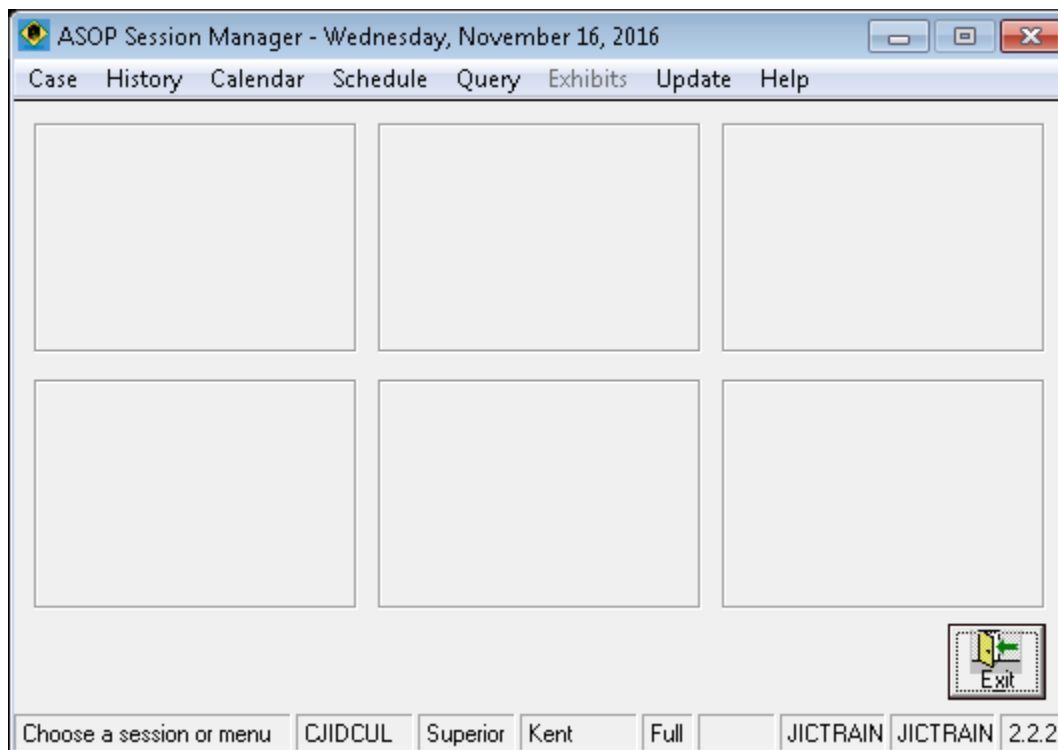 ASOP Session Manager - Wednesday, November 16, 2016
Case History Calendar Schedule Query Exhibits Update Help
Exit
Choose a session or menu CJIDCUL Superior Kent Full JICTRAIN JICTRAIN 2.2.2